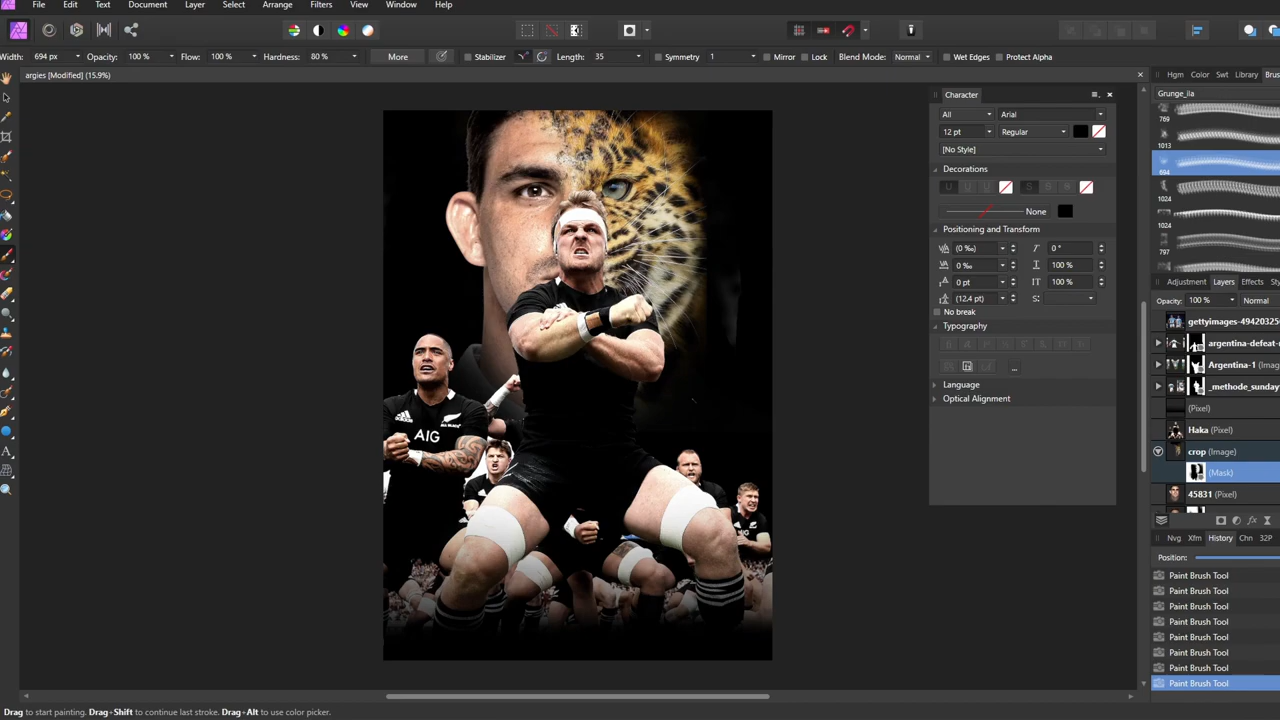 File Edit Text Document Layer Select Arrange Filters View Window Help
Width: 694 px Opacity: 100 % Flow: 100 % Hardness: 80 % More Stabilizer Length: 35 Symmetry 1 Mirror Lock Blend Mode: Normal Wet Edges Protect Alpha
argies [Modified] (15.9%)
Hgm Color Swt Library
Character
Grunge_ila
All Arial
769
12 pt Regular
1013
[No Style]
694
Decorations
None
Positioning and Transform
(0 ‰) 0 °
797
0 ‰ 100 %
0 pt 100 %
Adjustment Layers Effects
(12.4 pt)
Opacity: 100 % Normal
No break
gettyimages-49420325
Typography
argentina-defeat-
Argentina-1 (Imag
...
Language
_methode_sunday
Optical Alignment
(Pixel)
Haka (Pixel)
AIG
crop (Image)
(Mask)
45831 (Pixel)
Nvg Xfm History Chn 32P
Position:
Paint Brush Tool
Paint Brush Tool
Paint Brush Tool
Paint Brush Tool
Paint Brush Tool
Paint Brush Tool
Paint Brush Tool
Paint Brush Tool
Drag to start painting. Drag+Shift to continue last stroke. Drag+Alt to use color picker.